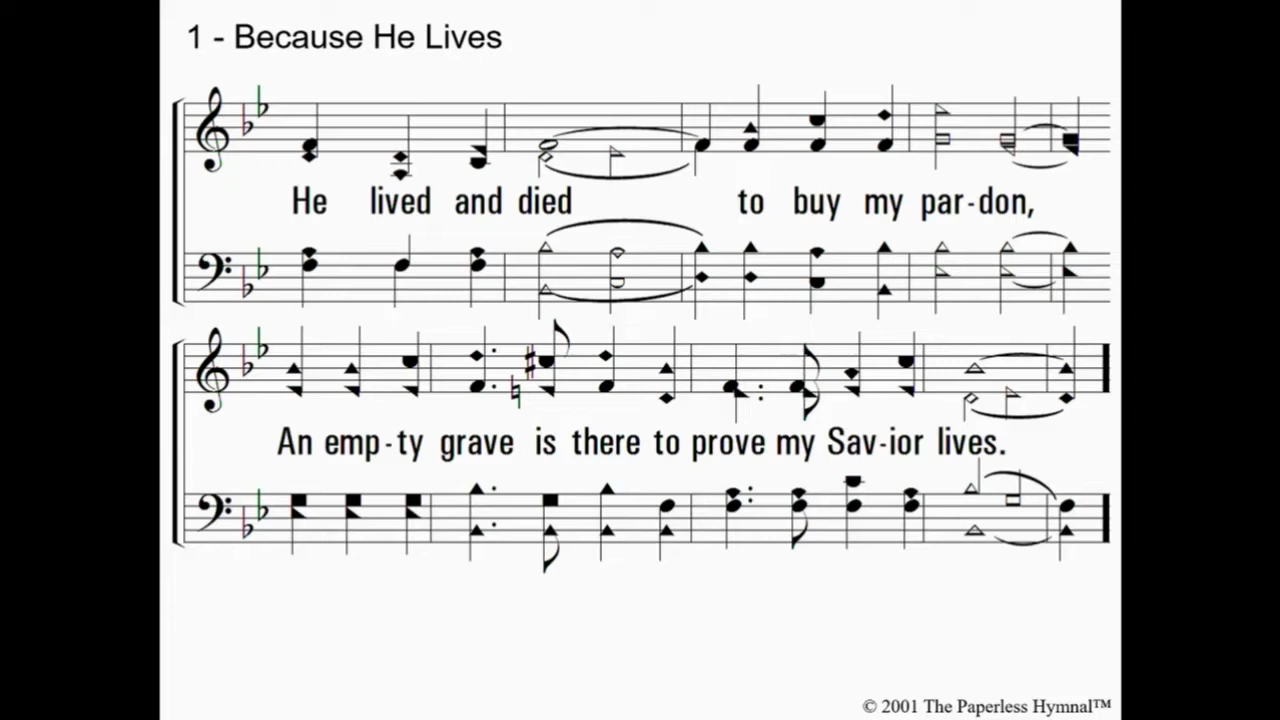 1 - Because He Lives
He lived and died to buy my par-don,
An emp-ty grave is there to prove my Sav-ior lives.
© 2001 The Paperless Hymnal™